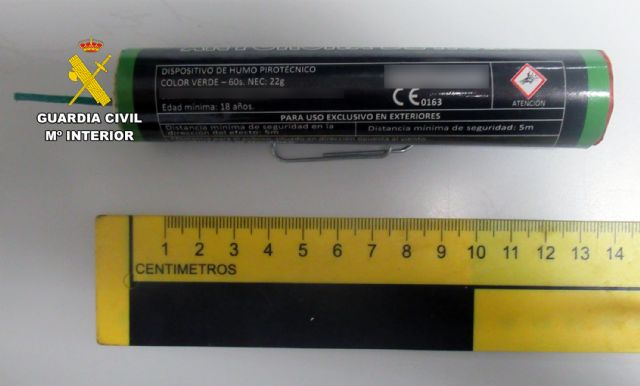 DISPOSITIVO DE HUMO PIROTÉCNICO
COLOR VERDE – 60s. NEC: 22g
CE 0163
Edad mínima: 18 años.
ATENCIÓN
PARA USO EXCLUSIVO EN EXTERIORES
Distancia mínima de seguridad en la
dirección del efecto: 5m
Distancia mínima de seguridad: 5m
GUARDIA CIVIL
Mº INTERIOR
1 2 3 4 5 6 7 8 9 10 11 12 13 14
CENTIMETROS